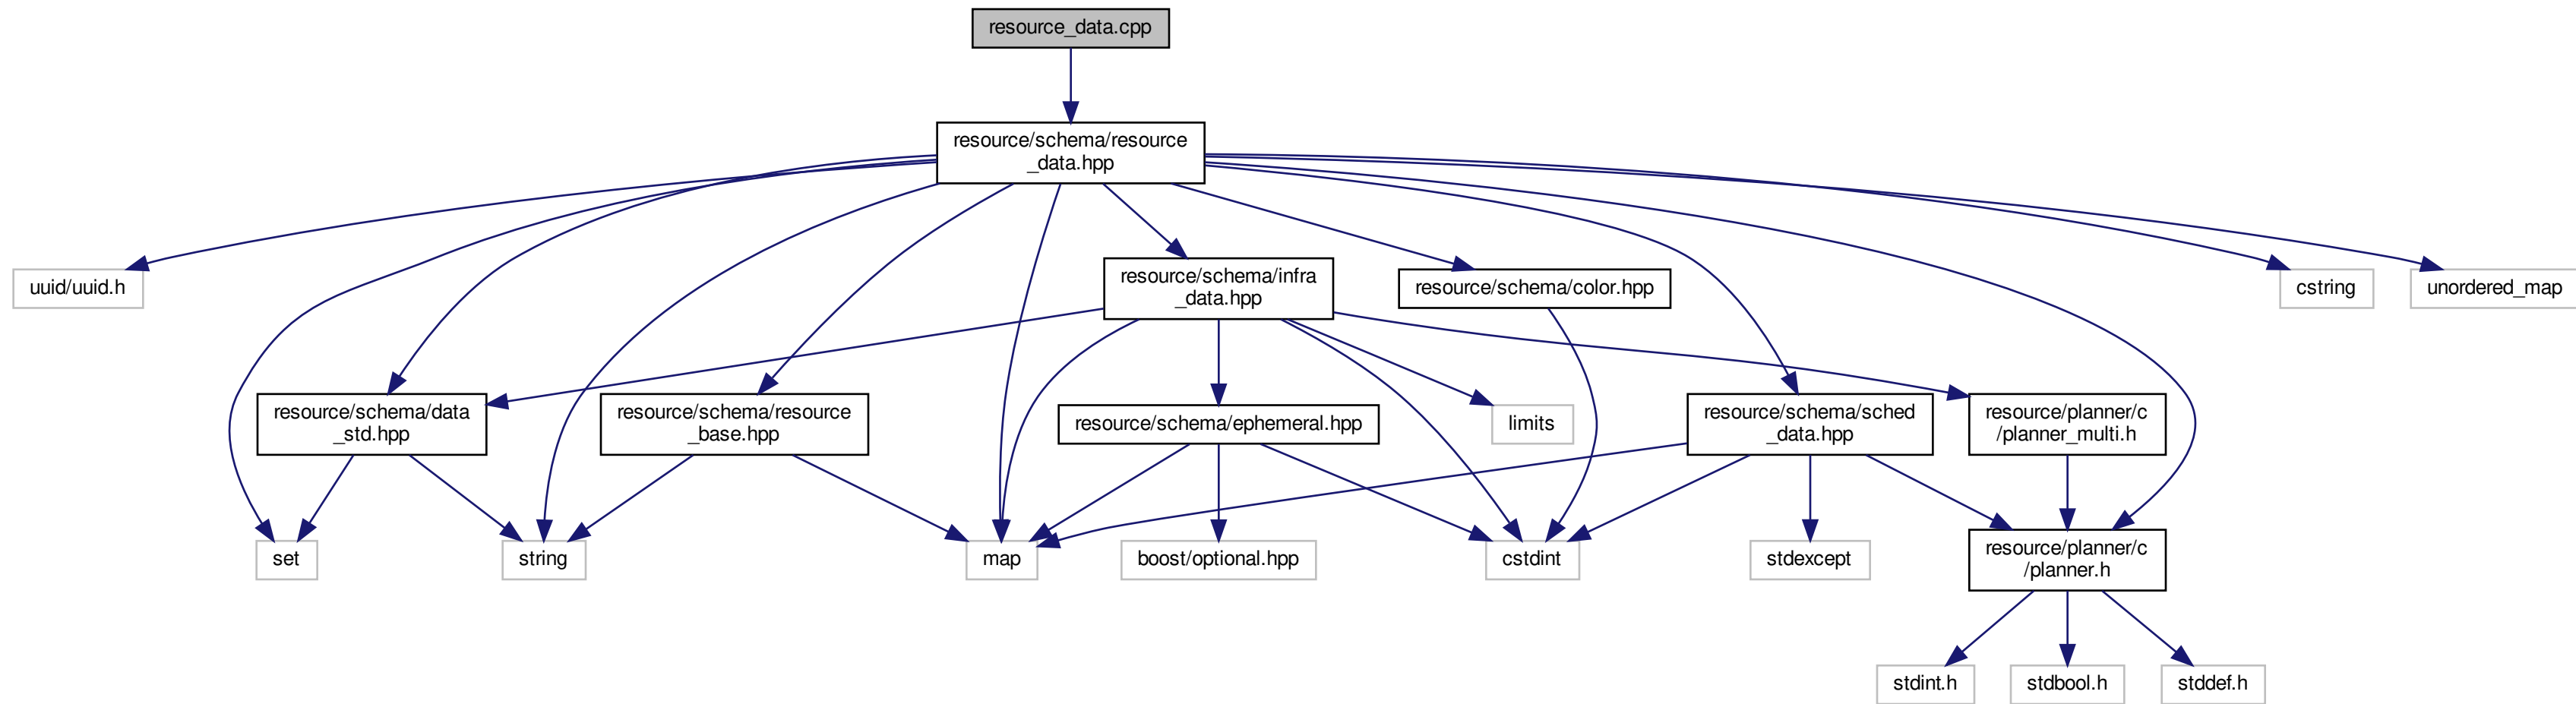 resource_data.cpp
resource/schema/resource
_data.hpp
uuid/uuid.h
resource/schema/infra
_data.hpp
resource/schema/color.hpp
cstring
unordered_map
resource/schema/data
_std.hpp
resource/schema/resource
_base.hpp
resource/schema/ephemeral.hpp
limits
resource/schema/sched
_data.hpp
resource/planner/c
/planner_multi.h
set
string
map
boost/optional.hpp
cstdint
stdexcept
resource/planner/c
/planner.h
stdint.h
stdbool.h
stddef.h